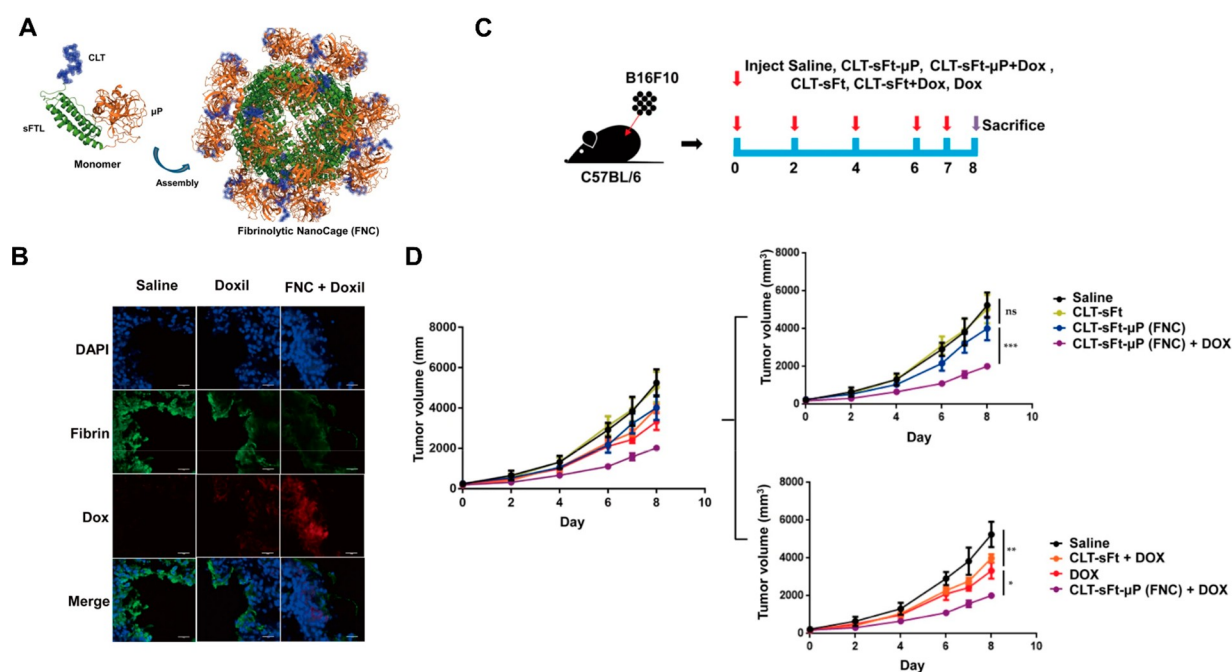 A
CLT
μP
sFTL
Monomer
Assembly
Fibrinolytic NanoCage (FNC)
B
Saline
Doxil
FNC + Doxil
DAPI
Fibrin
Dox
Merge
C
B16F10
C57BL/6
Inject Saline, CLT-sFt-μP, CLT-sFt-μP+Dox ,
CLT-sFt, CLT-sFt+Dox, Dox
Sacrifice
0 2 4 6 7 8
D
Tumor volume (mm
8000
6000
4000
2000
0
0 2 4 6 8 10
Day
Tumor volume (mm³)
8000
6000
4000
2000
0
0 2 4 6 8 10
Day
ns
***
Saline
CLT-sFt
CLT-sFt-μP (FNC)
CLT-sFt-μP (FNC) + DOX
Tumor volume (mm³)
8000
6000
4000
2000
0
0 2 4 6 8 10
Day
**
*
Saline
CLT-sFt + DOX
DOX
CLT-sFt-μP (FNC) + DOX